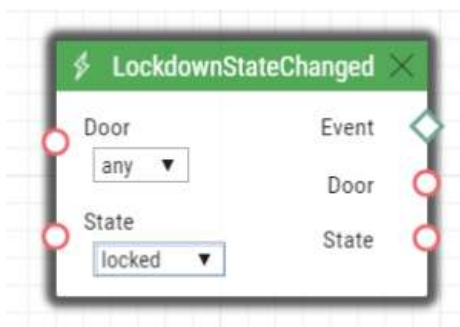 LockdownStateChanged
Door
any
State
locked
Event
Door
State